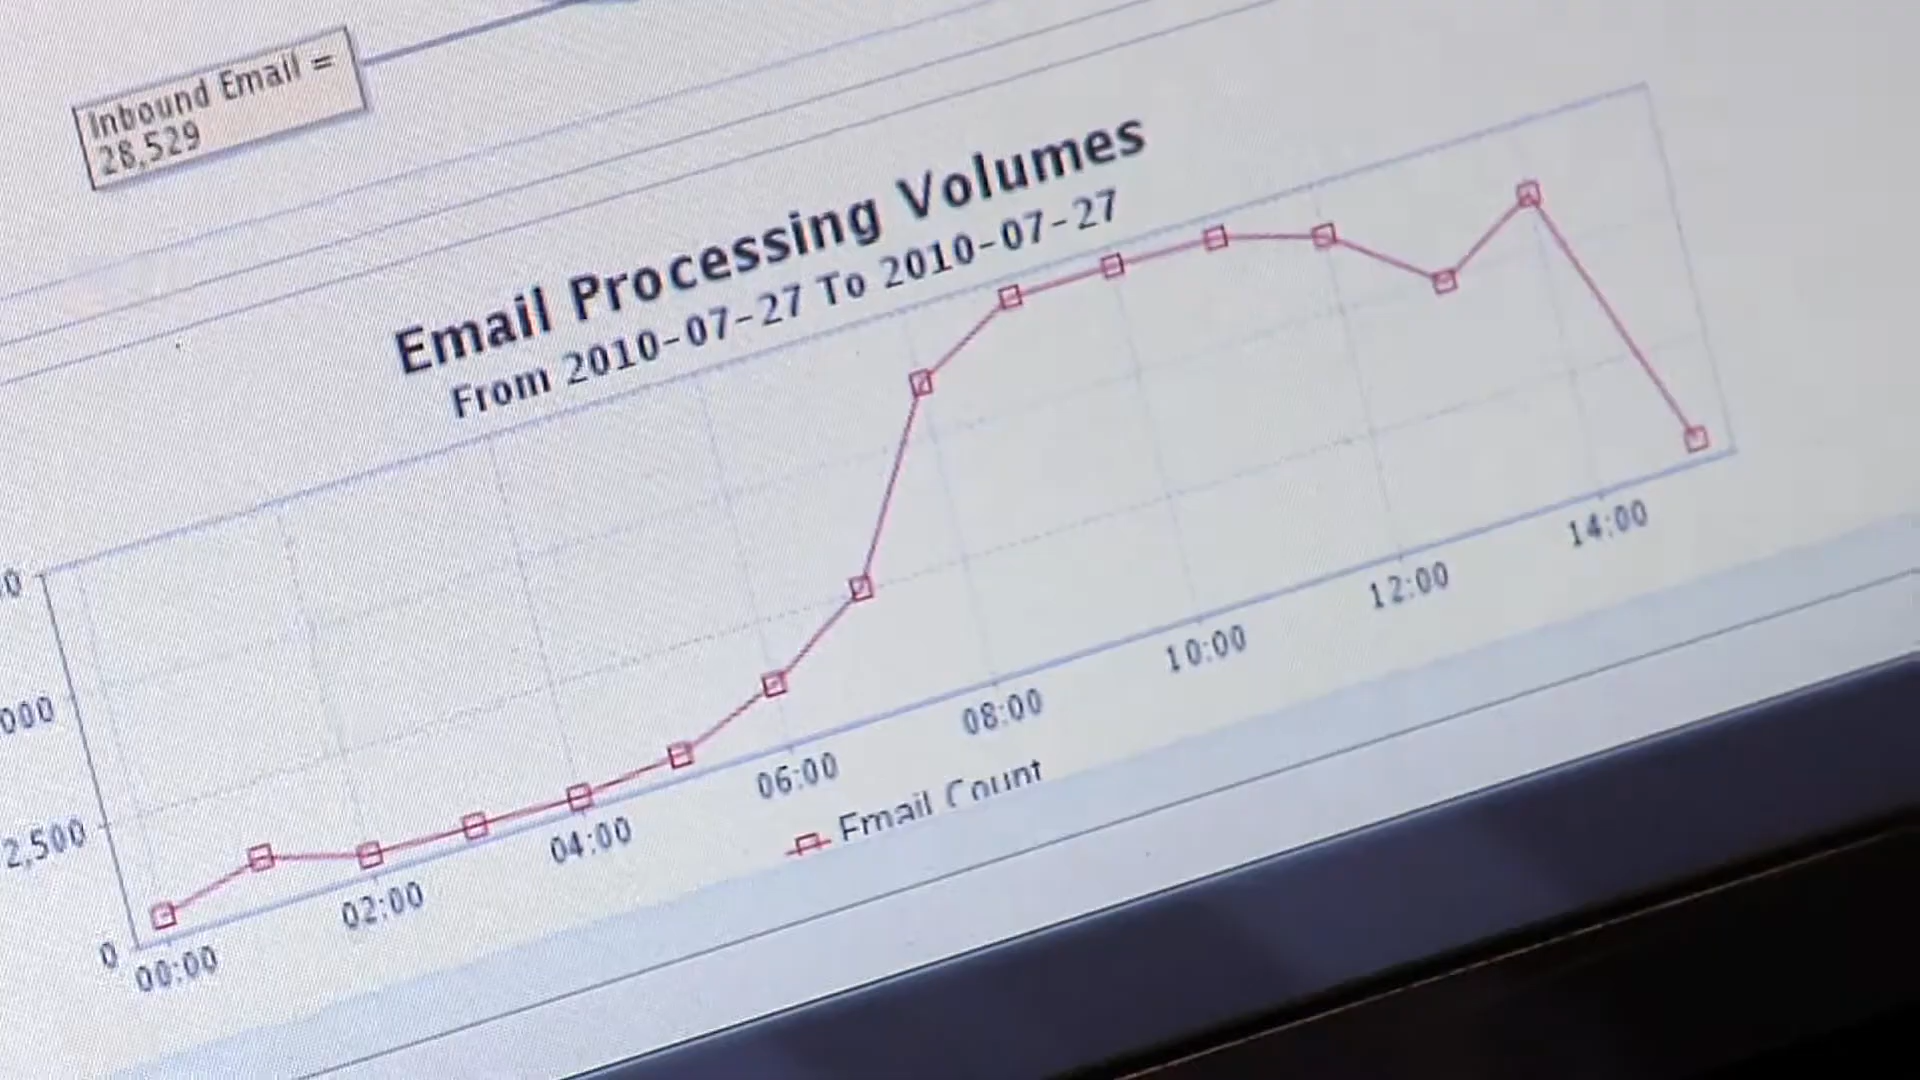 Inbound Email =
28,529
Email Processing Volumes
From 2010-07-27 To 2010-07-27
2,500
0
00:00
02:00
04:00
06:00
08:00
10:00
12:00
14:00
Email Count